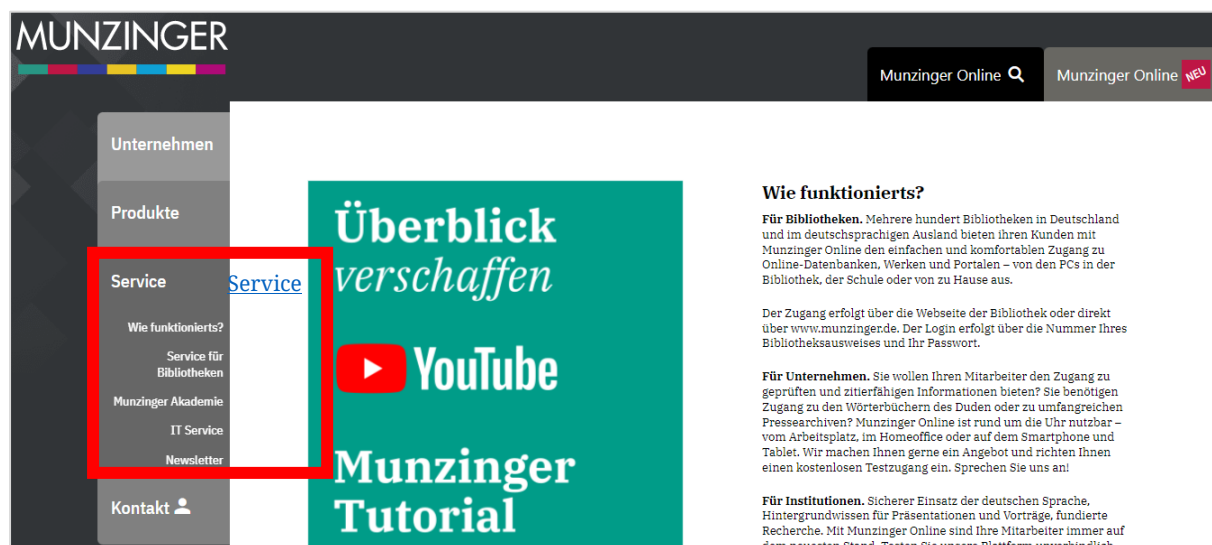 MUNZINGER
Munzinger Online
Munzinger Online NEU
Unternehmen
Produkte
Service
Service
Wie funktionierts?
Service für
Bibliotheken
Munzinger Akademie
IT Service
Newsletter
Kontakt
Überblick
verschaffen
YouTube
Munzinger
Tutorial
Wie funktionierts?
Für Bibliotheken. Mehrere hundert Bibliotheken in Deutschland
und im deutschsprachigen Ausland bieten ihren Kunden mit
Munzinger Online den einfachen und komfortablen Zugang zu
Online-Datenbanken, Werken und Portalen – von den PCs in der
Bibliothek, der Schule oder von zu Hause aus.
Der Zugang erfolgt über die Webseite der Bibliothek oder direkt
über www.munzinger.de. Der Login erfolgt über die Nummer Ihres
Bibliotheksausweises und Ihr Passwort.
Für Unternehmen. Sie wollen Ihren Mitarbeiter den Zugang zu
geprüften und zitierfähigen Informationen bieten? Sie benötigen
Zugang zu den Wörterbüchern des Duden oder zu umfangreichen
Pressearchiven? Munzinger Online ist rund um die Uhr nutzbar –
vom Arbeitsplatz, im Homeoffice oder auf dem Smartphone und
Tablet. Wir machen Ihnen gerne ein Angebot und richten Ihnen
einen kostenlosen Testzugang ein. Sprechen Sie uns an!
Für Institutionen. Sicherer Einsatz der deutschen Sprache,
Hintergrundwissen für Präsentationen und Vorträge, fundierte
Recherche. Mit Munzinger Online sind Ihre Mitarbeiter immer auf
dem neuesten Stand. Testen Sie unsere Plattform unverbindlich